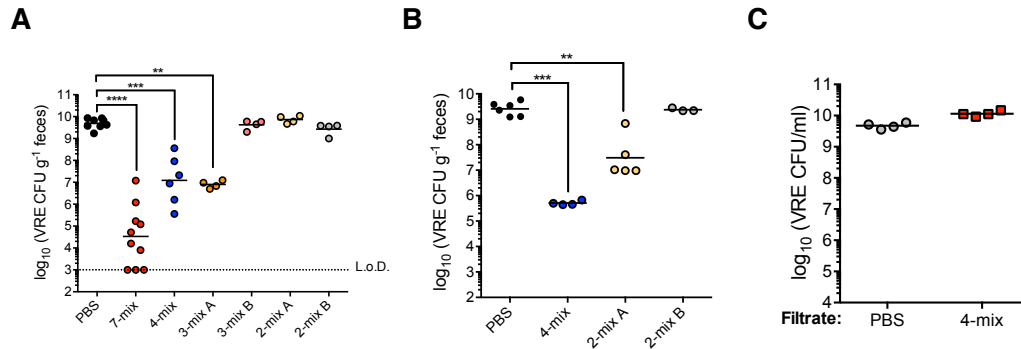 A
log10 (VRE CFU g-1 feces)
11
10
9
8
7
6
5
4
3
2
**
***
****
L.o.D.
PBS
7-mix
4-mix
3-mix A
3-mix B
2-mix A
2-mix B
B
log10 (VRE CFU g-1 feces)
10
9
8
7
6
5
4
3
2
**
***
PBS
4-mix
2-mix A
2-mix B
C
log10 (VRE CFU/ml)
11
10
9
8
7
6
5
4
Filtrate: PBS 4-mix